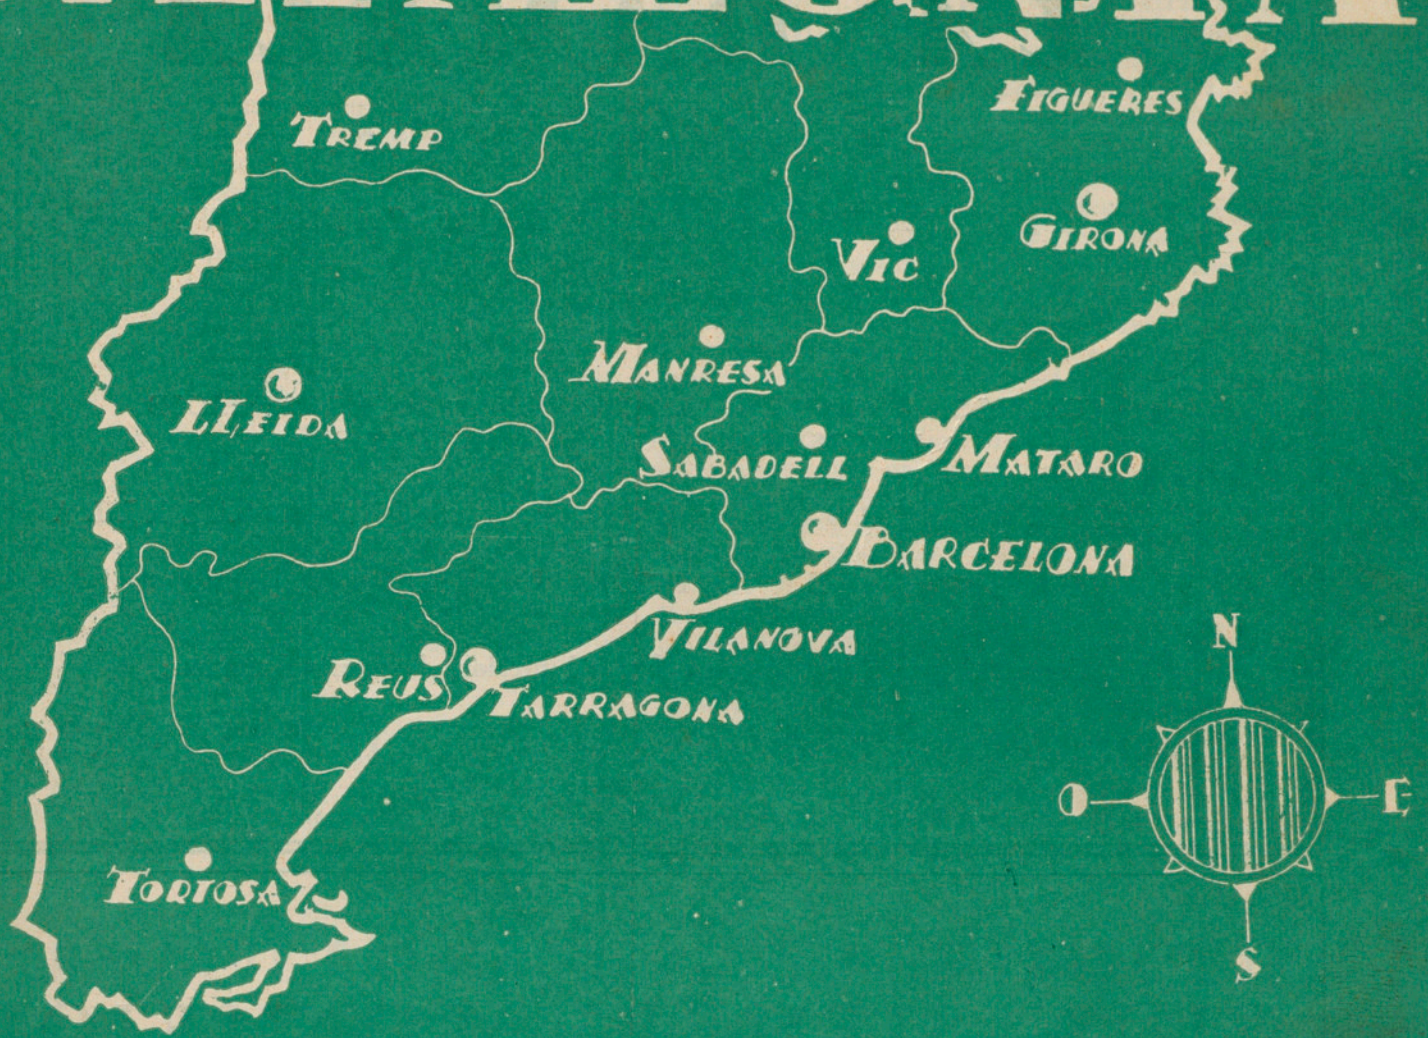 FIGUERES
TREMP
GIRONA
VIC
MANRESA
LLEIDA
SABADELL
MATARO
BARCELONA
VILANOVA
REUS
TARRAGONA
TORTOSA
N
O
E
S